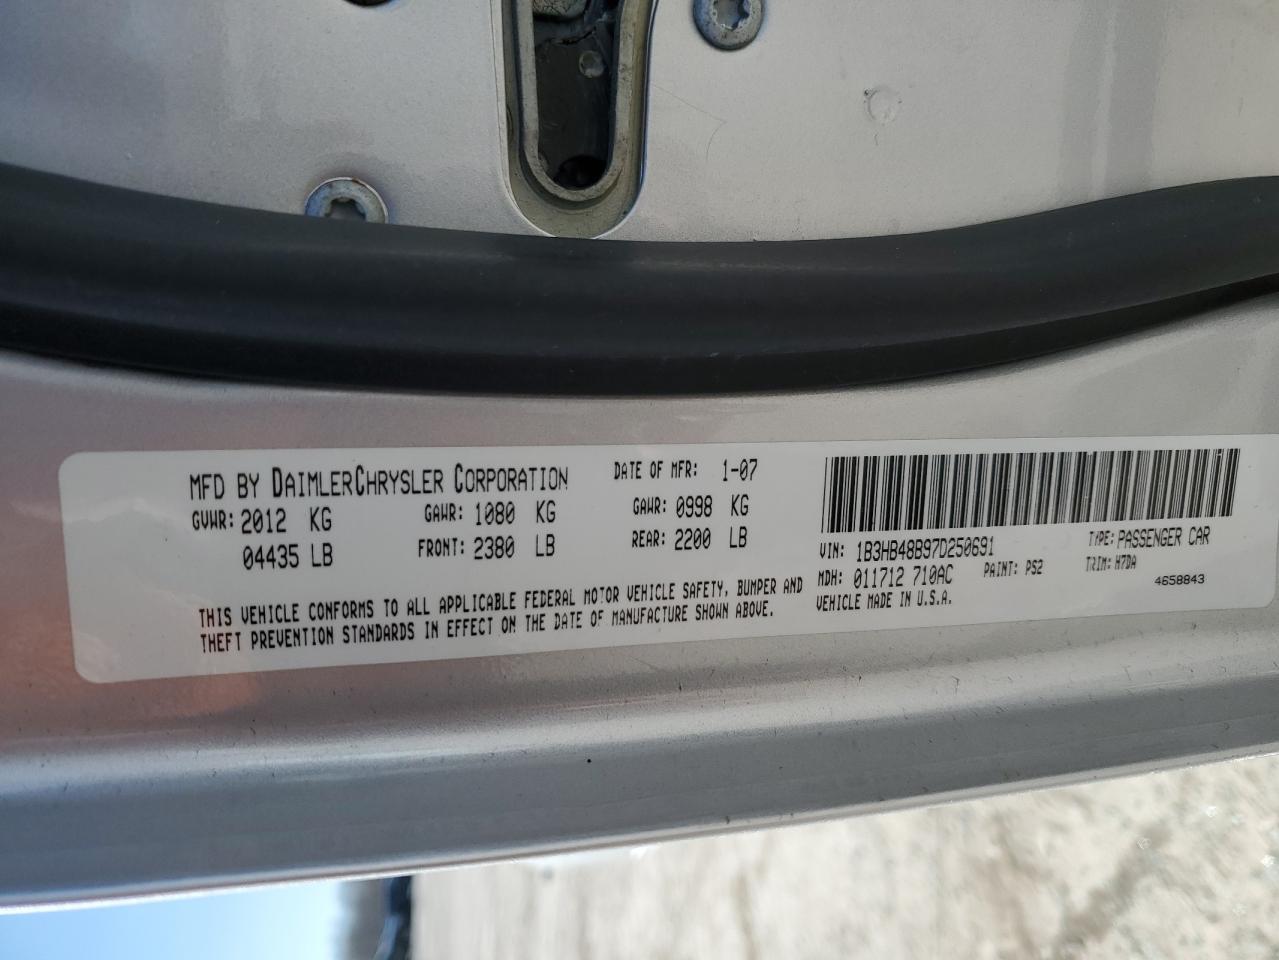 MFD BY DAIMLERCHRYSLER CORPORATION DATE OF MFR: 1-07
GVWR: 2012 KG GAWR: 1080 KG GAWR: 0998 KG
04435 LB FRONT: 2380 LB REAR: 2200 LB
THIS VEHICLE CONFORMS TO ALL APPLICABLE FEDERAL MOTOR VEHICLE SAFETY, BUMPER AND
THEFT PREVENTION STANDARDS IN EFFECT ON THE DATE OF MANUFACTURE SHOWN ABOVE.
VIN: 1B3HB48B97D250691 TYPE: PASSENGER CAR
MDH: 011712 710AC PAINT: PS2 TRIM: H7DA
VEHICLE MADE IN U.S.A. 4658843